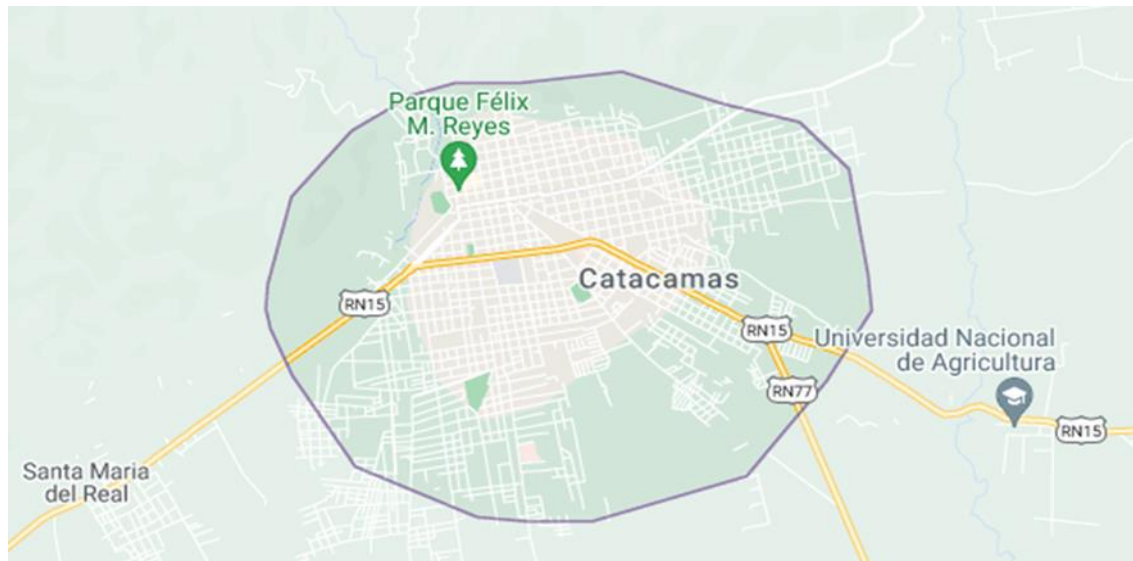 Parque Félix
M. Reyes
Catacamas
RN15
RN15
Universidad Nacional
de Agricultura
RN77
RN15
Santa Maria
del Real